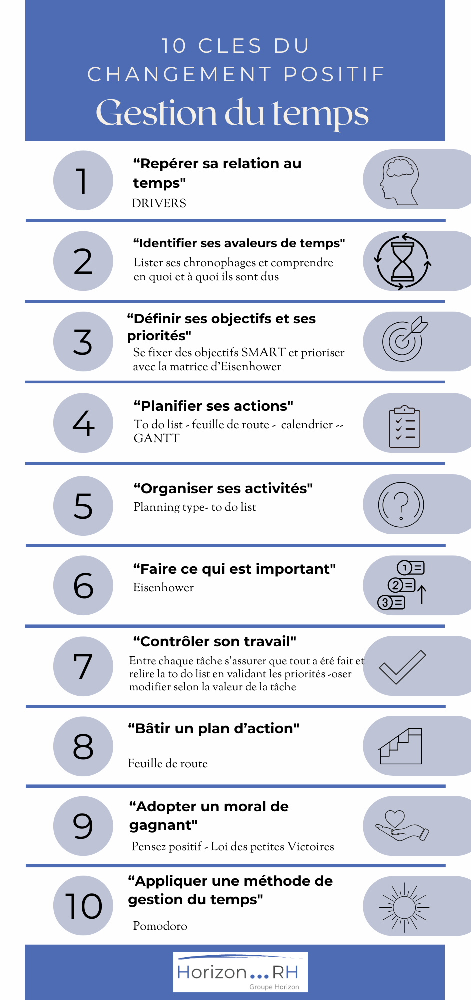 10 CLES DU
CHANGEMENT POSITIF
Gestion du temps
1
“Repérer sa relation au
temps"
DRIVERS
2
“Identifier ses avaleurs de temps"
Lister ses chronophages et comprendre
en quoi et à quoi ils sont dus
3
“Définir ses objectifs et ses
priorités"
Se fixer des objectifs SMART et prioriser
avec la matrice d’Eisenhower
4
“Planifier ses actions"
To do list - feuille de route -  calendrier --
GANTT
5
“Organiser ses activités"
Planning type- to do list
?
6
“Faire ce qui est important"
Eisenhower
1
2
3
7
“Contrôler son travail"
Entre chaque tâche s’assurer que tout a été fait et
relire la to do list en validant les priorités -oser
modifier selon la valeur de la tâche
8
“Bâtir un plan d’action"
Feuille de route
9
“Adopter un moral de
gagnant"
Pensez positif - Loi des petites Victoires
10
“Appliquer une méthode de
gestion du temps"
Pomodoro
Horizon...RH
Groupe Horizon